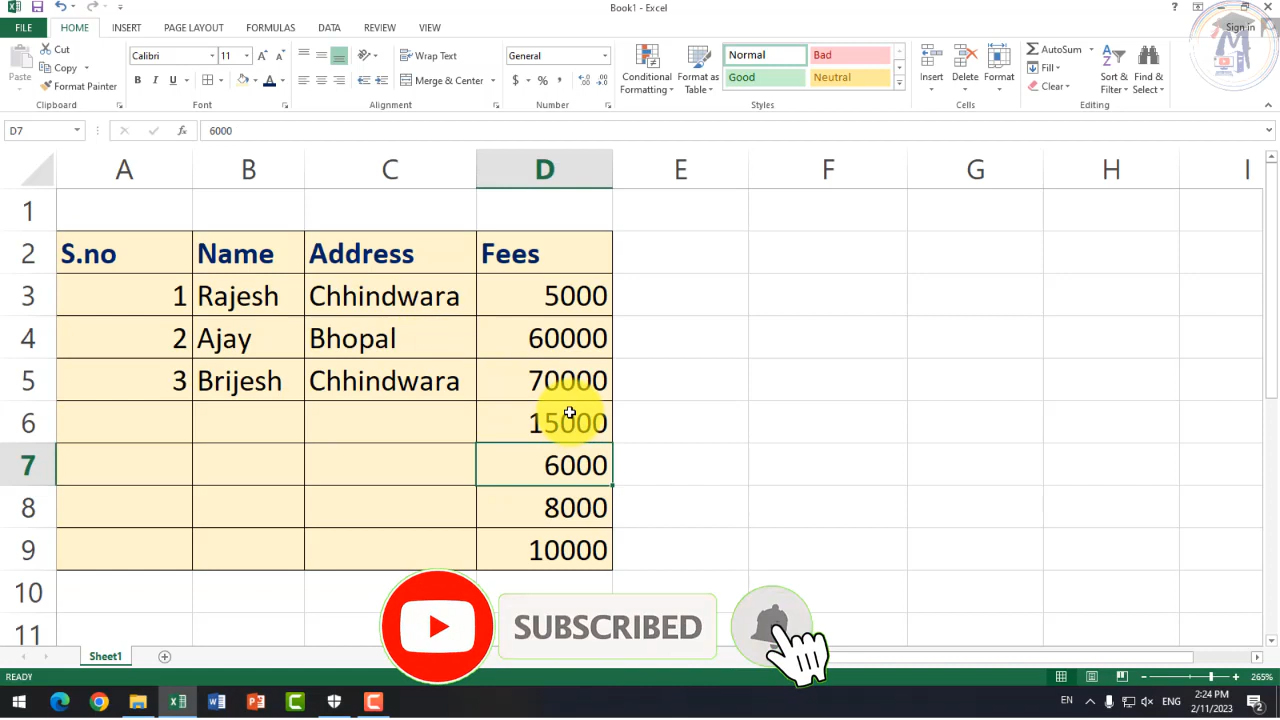 Book1 - Excel
Sign in
FILE HOME INSERT PAGE LAYOUT FORMULAS DATA REVIEW VIEW
Paste
Cut
Copy
Format Painter
Calibri 11
B I U
Wrap Text
Merge & Center
General
$ % ,
Conditional Formatting
Format as Table
Normal Bad
Good Neutral
Insert Delete Format
AutoSum
Fill
Clear
Sort & Filter
Find & Select
Clipboard Font Alignment Number Styles Cells Editing
D7 fx 6000
A B C D E F G H I
1
2 S.no Name Address Fees
3 1 Rajesh Chhindwara 5000
4 2 Ajay Bhopal 60000
5 3 Brijesh Chhindwara 70000
6 15000
7 6000
8 8000
9 10000
10
11
SUBSCRIBED
Sheet1
READY 265%
EN ENG 2:24 PM
2/11/2023
2